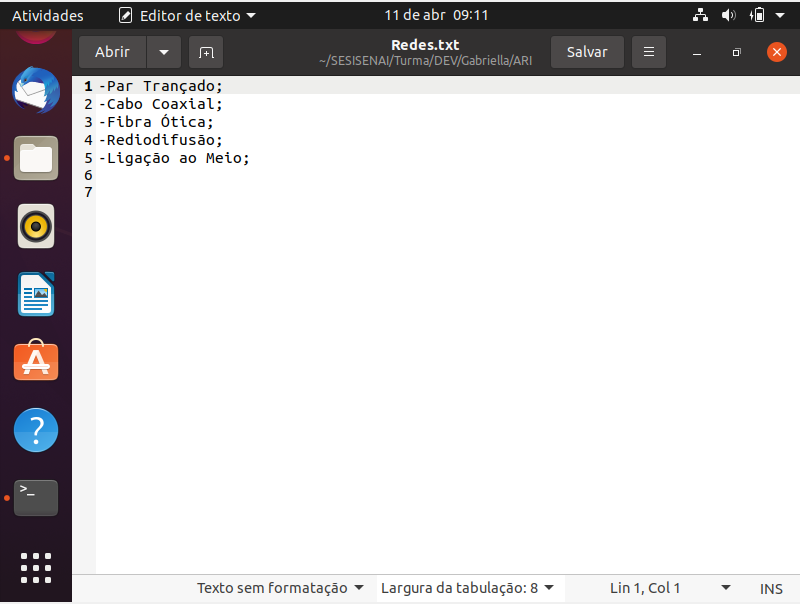 Atividades
Editor de texto
11 de abr 09:11
Abrir
Redes.txt
~/SESISENAI/Turma/DEV/Gabriella/ARI
Salvar
1 -Par Trançado;
2 -Cabo Coaxial;
3 -Fibra Ótica;
4 -Rediodifusão;
5 -Ligação ao Meio;
6
7
Texto sem formatação
Largura da tabulação: 8
Lin 1, Col 1
INS